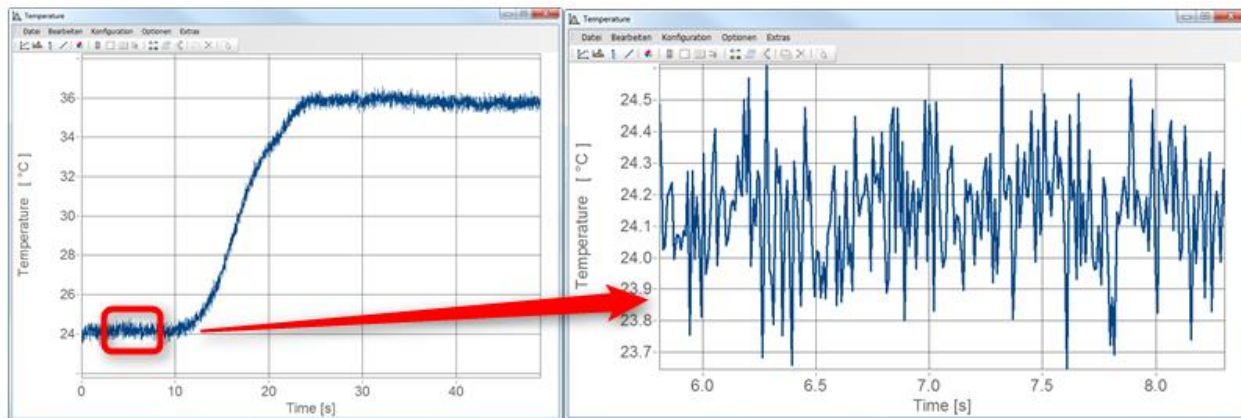 Temperature
Datei Bearbeiten Konfiguration Optionen Extras
36
34
32
30
28
26
24
Temperature [ °C ]
0 10 20 30 40
Time [s]
Temperature
Datei Bearbeiten Konfiguration Optionen Extras
24.5
24.4
24.3
24.2
24.1
24.0
23.9
23.8
23.7
Temperature [ °C ]
6.0 6.5 7.0 7.5 8.0
Time [s]